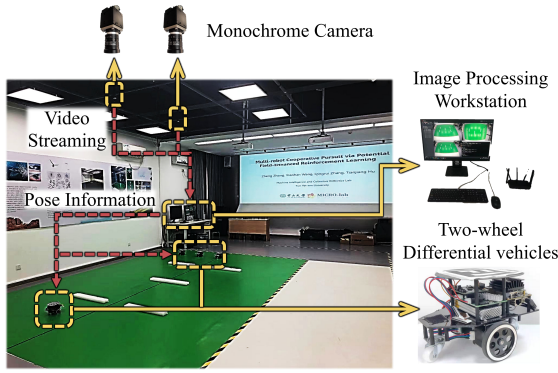 Monochrome Camera
Image Processing
Workstation
Video
Streaming
Multi-robot Cooperative Pursuit via Potential
Field-Enhanced Reinforcement Learning
Pose Information
Two-wheel
Differential vehicles